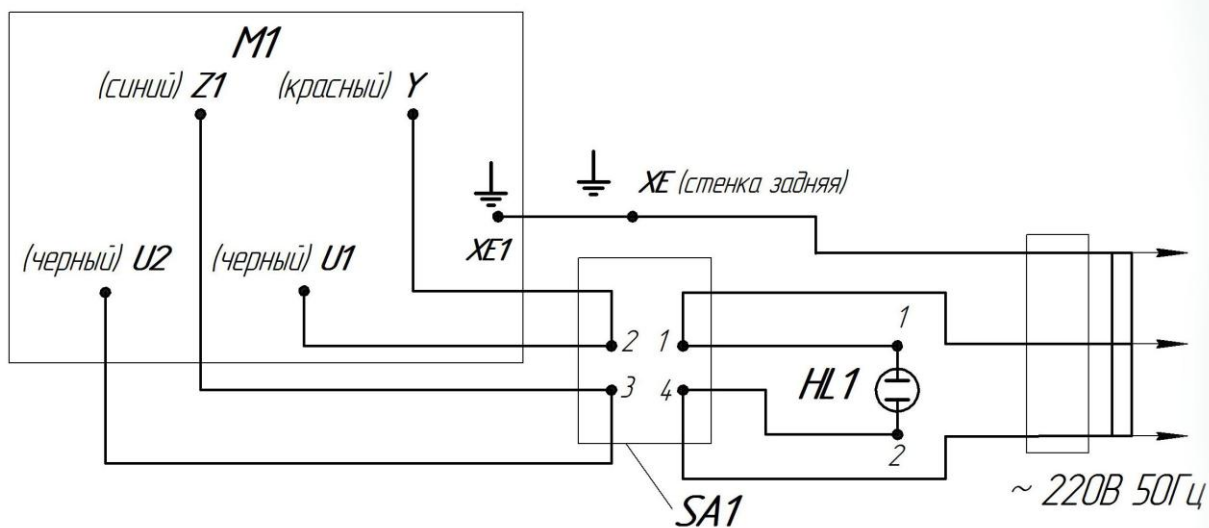 M1
(синий) Z1
(красный) Y
XE (стенка задняя)
XE1
(черный) U2
(черный) U1
2
1
3
4
1
HL1
2
SA1
~ 220В 50Гц